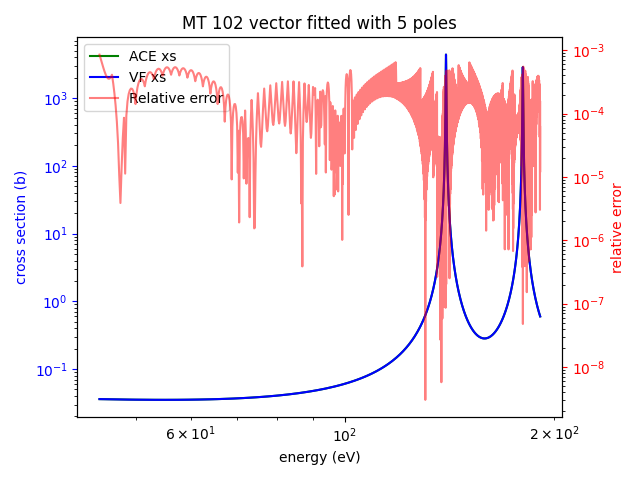 MT 102 vector fitted with 5 poles
ACE xs
VF xs
Relative error
cross section (b)
10³
10²
10¹
10⁰
10⁻¹
relative error
10⁻³
10⁻⁴
10⁻⁵
10⁻⁶
10⁻⁷
10⁻⁸
6 × 10¹
10²
2 × 10²
energy (eV)